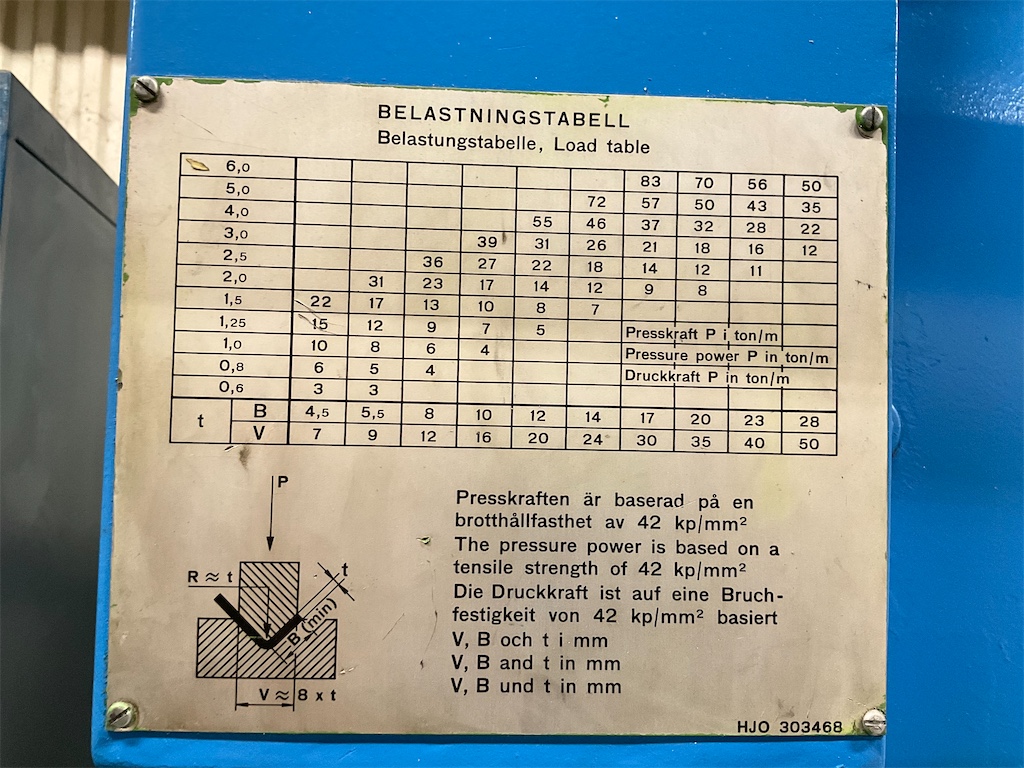 BELASTNINGSTABELL
Belastungstabelle, Load table
6,0 83 70 56 50
5,0 72 57 50 43 35
4,0 55 46 37 32 28 22
3,0 39 31 26 21 18 16 12
2,5 36 27 22 18 14 12 11
2,0 31 23 17 14 12 9 8
1,5 22 17 13 10 8 7
1,25 15 12 9 7 5 Presskraft P i ton/m
1,0 10 8 6 4 Pressure power P in ton/m
0,8 6 5 4 Druckkraft P in ton/m
0,6 3 3
t B 4,5 5,5 8 10 12 14 17 20 23 28
V 7 9 12 16 20 24 30 35 40 50
P
R ≈ t
t
B (min)
V ≈ 8 x t
Presskraften är baserad på en
brotthållfasthet av 42 kp/mm²
The pressure power is based on a
tensile strength of 42 kp/mm²
Die Druckkraft ist auf eine Bruch-
festigkeit von 42 kp/mm² basiert
V, B och t i mm
V, B and t in mm
V, B und t in mm
HJO 303468